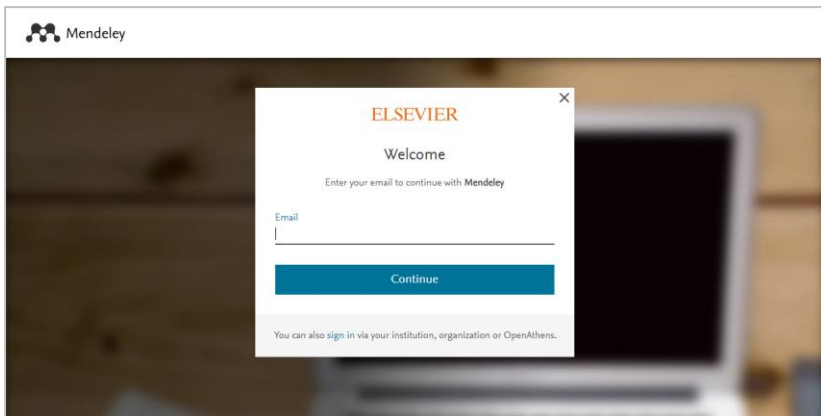 Mendeley
ELSEVIER
Welcome
Enter your email to continue with Mendeley
Email
Continue
You can also sign in via your institution, organization or OpenAthens.